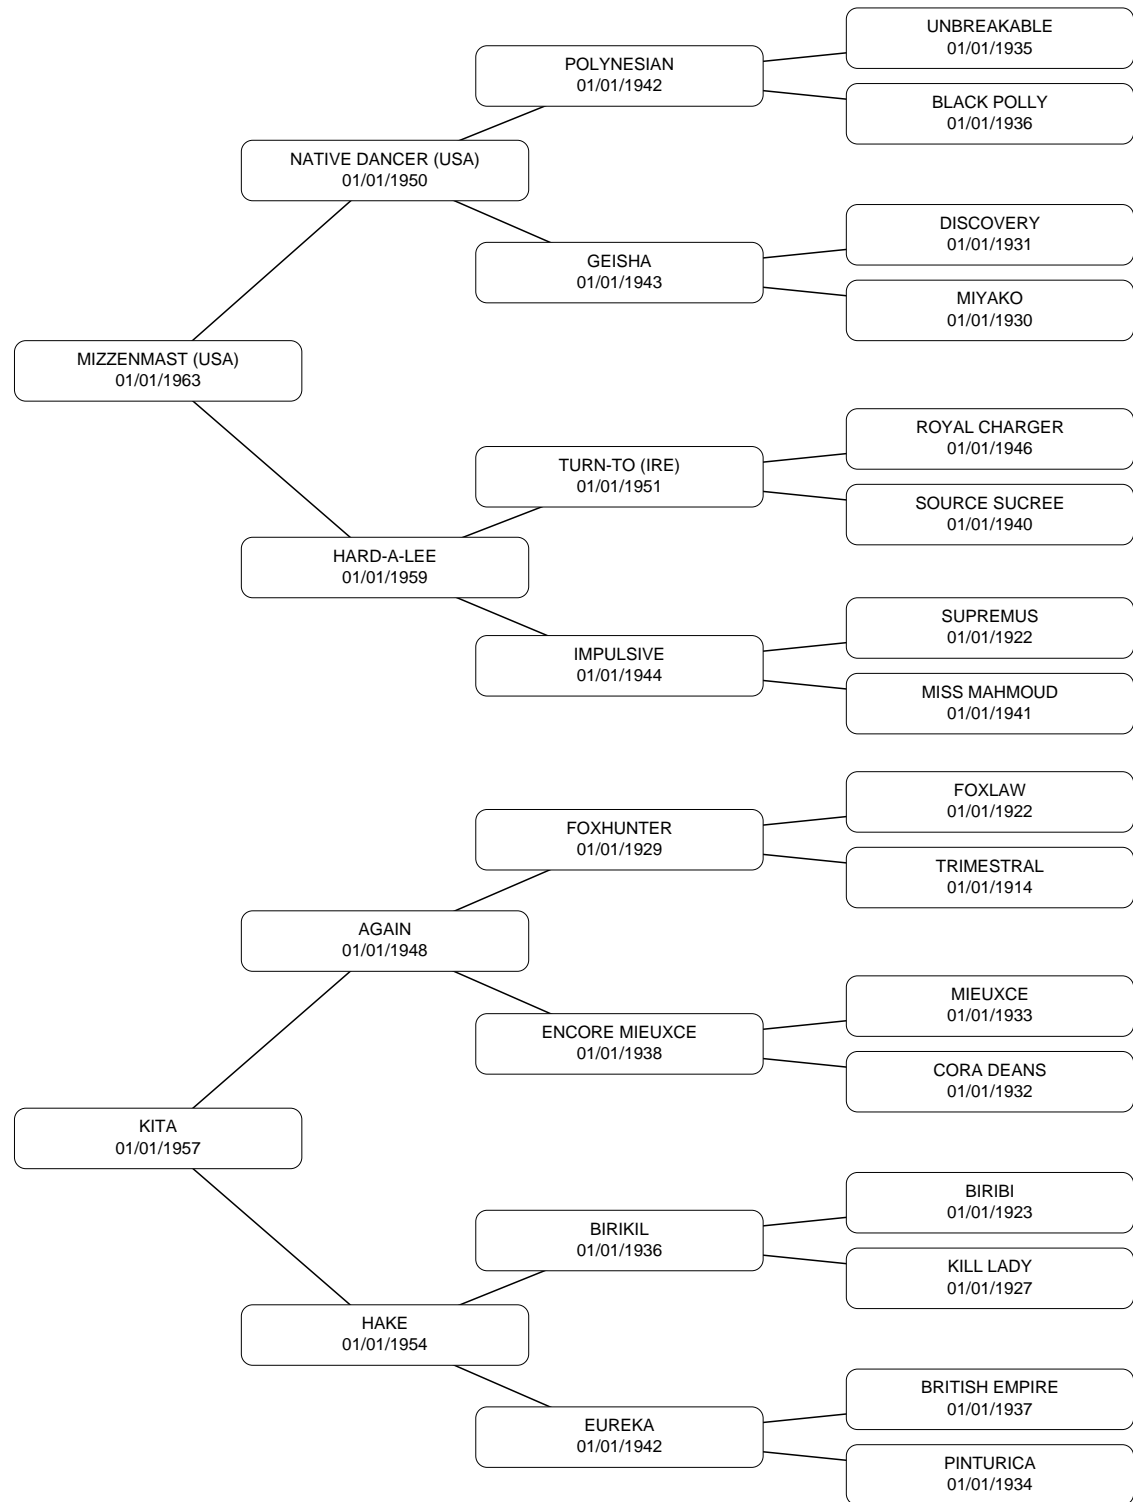 UNBREAKABLE
01/01/1935
POLYNESIAN
01/01/1942
BLACK POLLY
01/01/1936
NATIVE DANCER (USA)
01/01/1950
DISCOVERY
01/01/1931
GEISHA
01/01/1943
MIYAKO
01/01/1930
MIZZENMAST (USA)
01/01/1963
ROYAL CHARGER
01/01/1946
TURN-TO (IRE)
01/01/1951
SOURCE SUCREE
01/01/1940
HARD-A-LEE
01/01/1959
SUPREMUS
01/01/1922
IMPULSIVE
01/01/1944
MISS MAHMOUD
01/01/1941
FOXLAW
01/01/1922
FOXHUNTER
01/01/1929
TRIMESTRAL
01/01/1914
AGAIN
01/01/1948
MIEUXCE
01/01/1933
ENCORE MIEUXCE
01/01/1938
CORA DEANS
01/01/1932
KITA
01/01/1957
BIRIBI
01/01/1923
BIRIKIL
01/01/1936
KILL LADY
01/01/1927
HAKE
01/01/1954
BRITISH EMPIRE
01/01/1937
EUREKA
01/01/1942
PINTURICA
01/01/1934